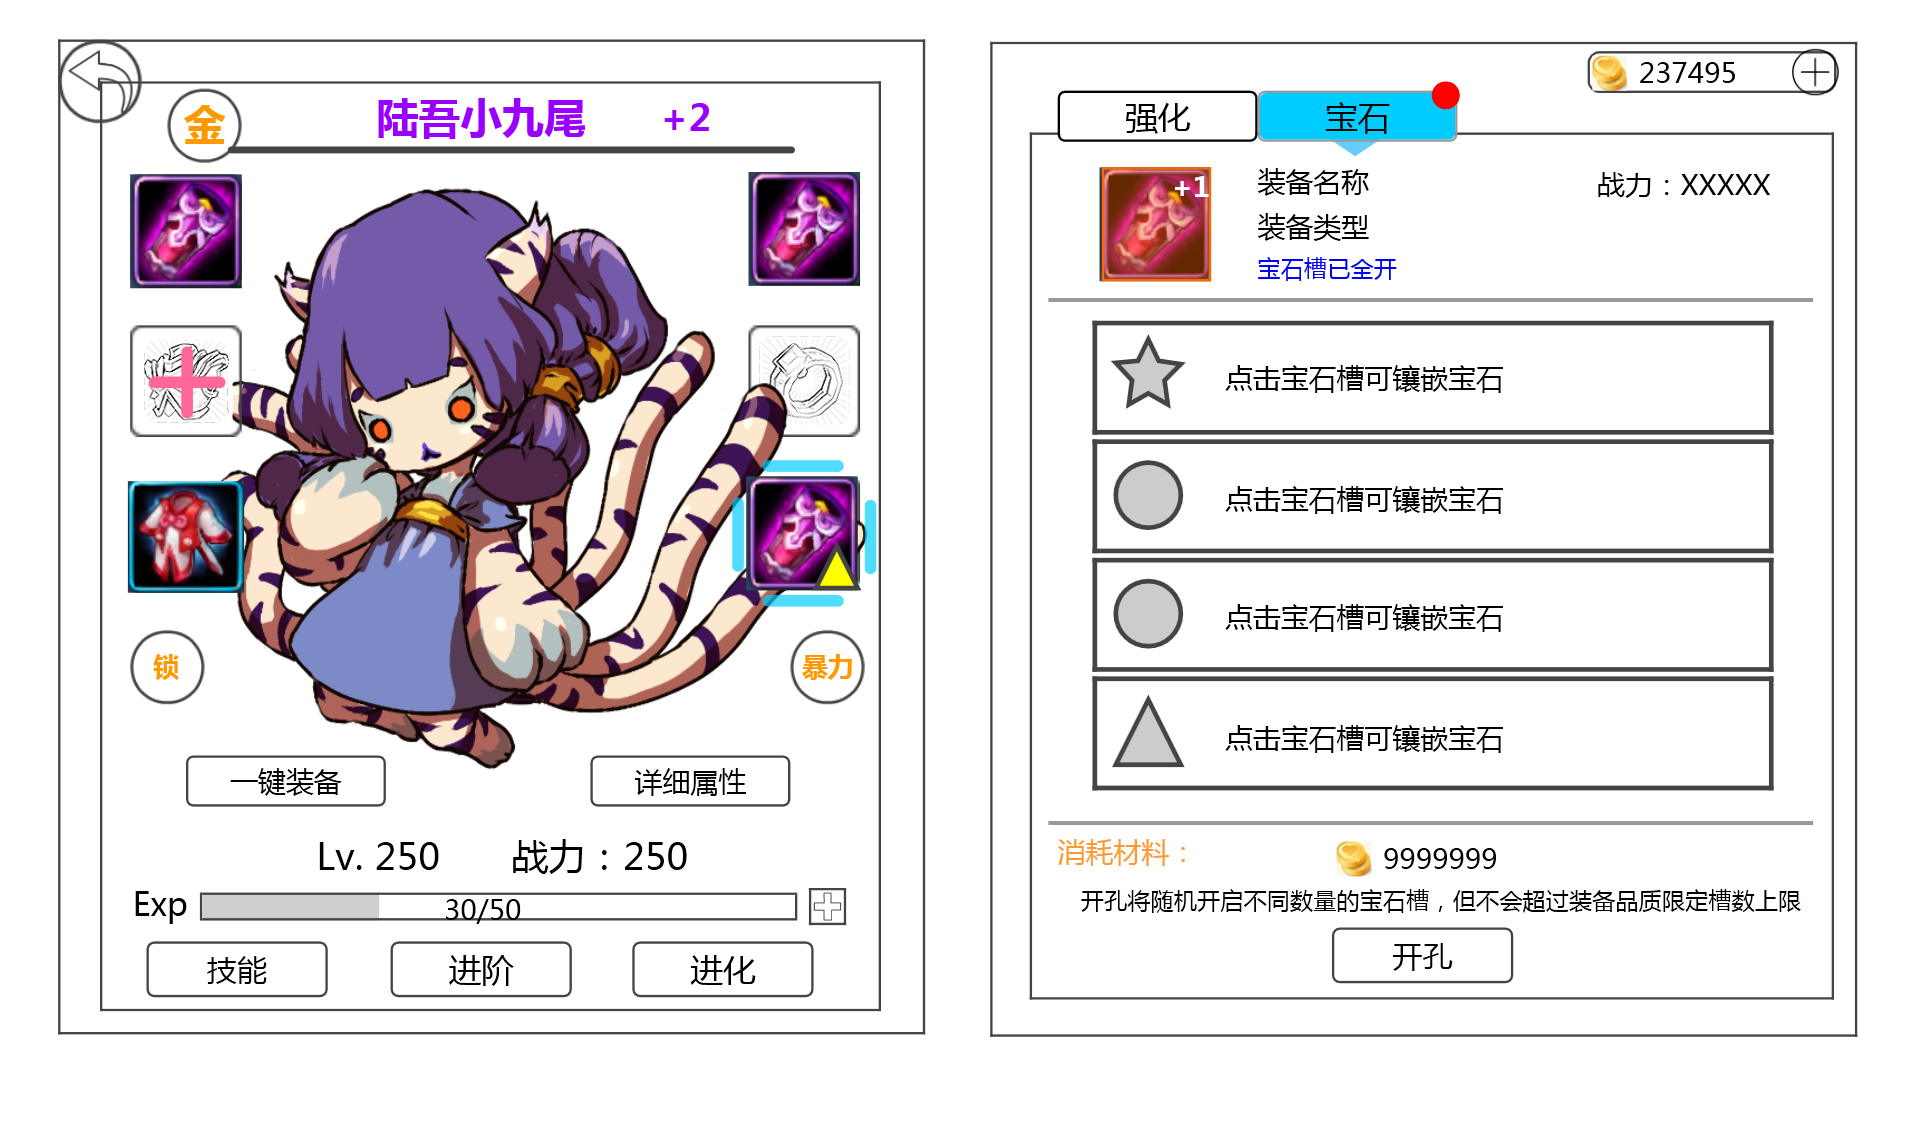 金
陆吾小九尾 +2
锁
暴力
一键装备
详细属性
Lv. 250 战力：250
Exp 30/50
技能
进阶
进化
237495
强化
宝石
+1
装备名称
战力：XXXXX
装备类型
宝石槽已全开
点击宝石槽可镶嵌宝石
点击宝石槽可镶嵌宝石
点击宝石槽可镶嵌宝石
点击宝石槽可镶嵌宝石
消耗材料： 9999999
开孔将随机开启不同数量的宝石槽，但不会超过装备品质限定槽数上限
开孔